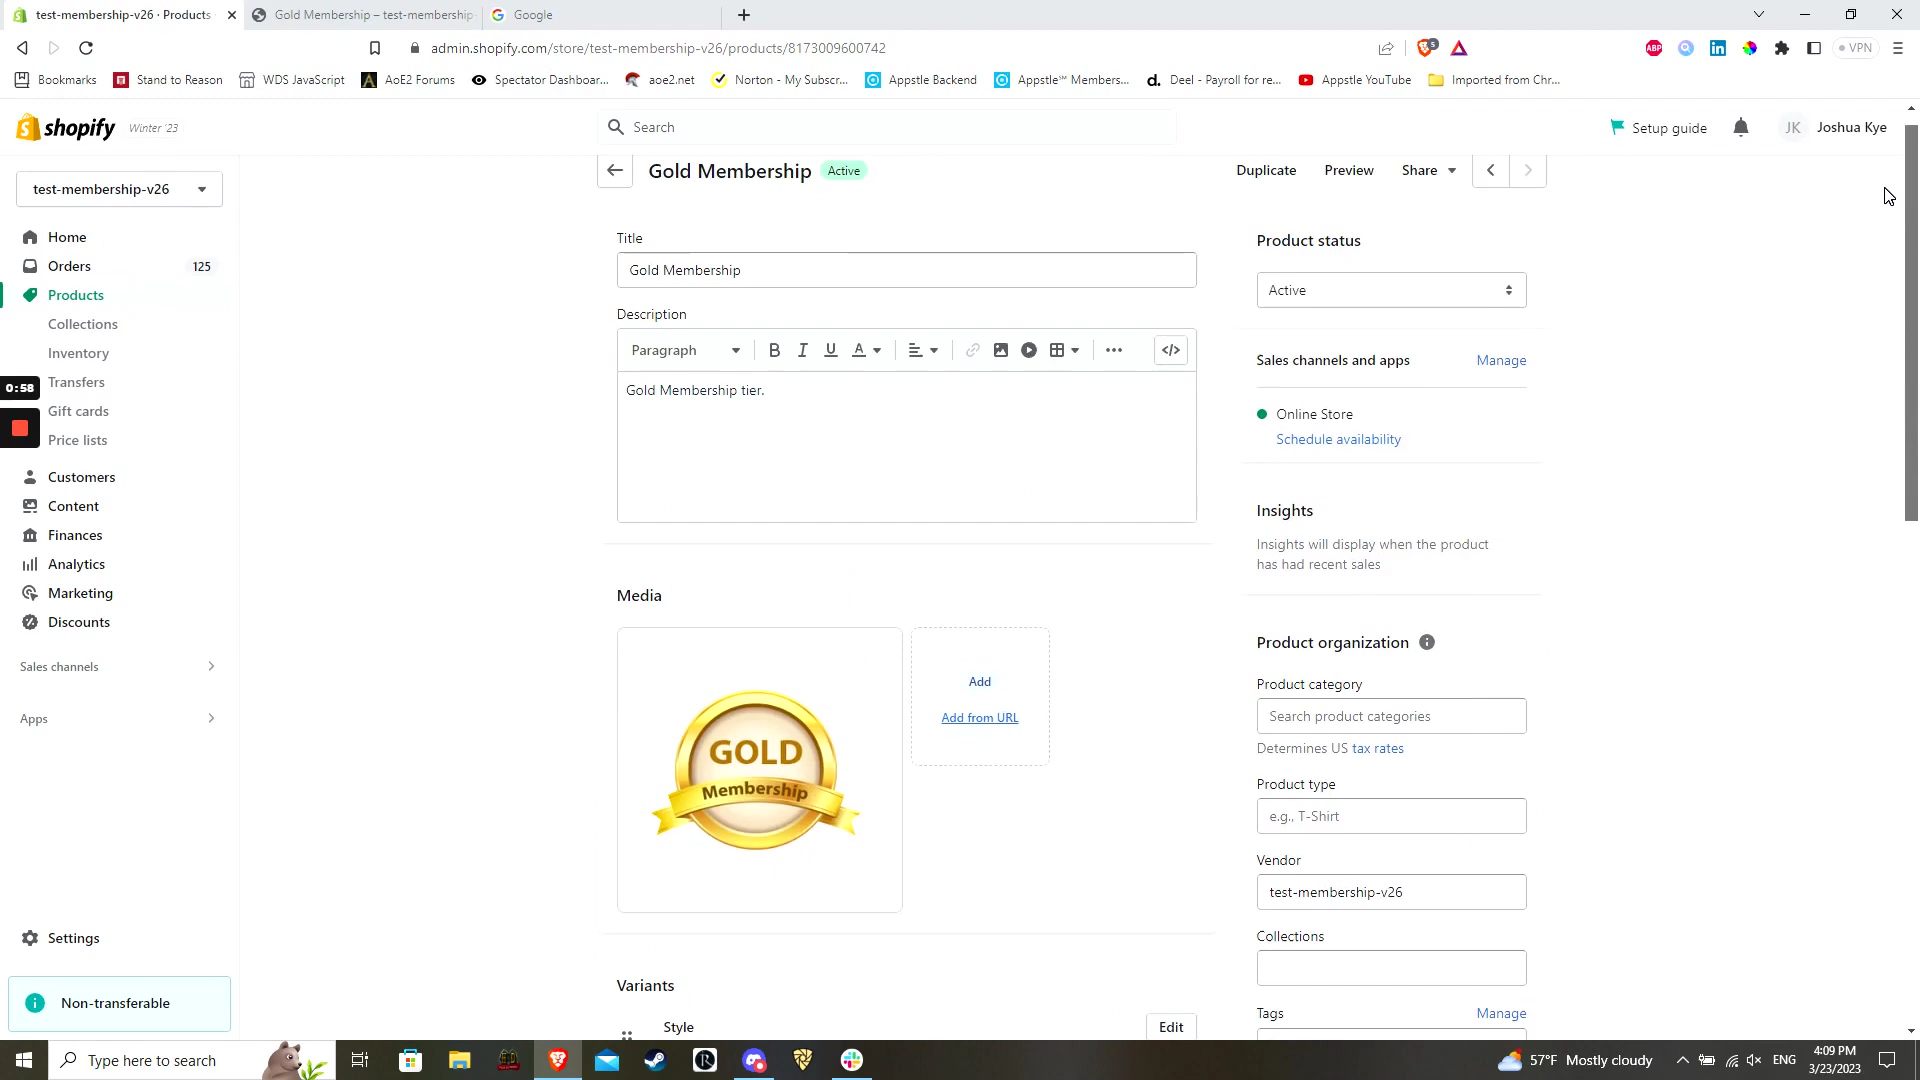 test-membership-v26 · Products
Gold Membership – test-membership
Google
admin.shopify.com/store/test-membership-v26/products/8173009600742
5
ABP
VPN
Bookmarks
Stand to Reason
WDS JavaScript
AoE2 Forums
Spectator Dashboar...
aoe2.net
Norton - My Subscr...
Appstle Backend
Appstle℠ Members...
d. Deel - Payroll for re...
Appstle YouTube
Imported from Chr...
shopify
Winter '23
Search
Setup guide
JK
Joshua Kye
test-membership-v26
Home
Orders
125
Products
Collections
Inventory
Transfers
Gift cards
Price lists
Customers
Content
Finances
Analytics
Marketing
Discounts
Sales channels
Apps
Settings
Non-transferable
0:58
Gold Membership
Active
Duplicate
Preview
Share
Title
Gold Membership
Description
Paragraph
B
I
U
A
</>
Gold Membership tier.
Media
GOLD
Membership
Add
Add from URL
Variants
Style
Edit
Product status
Active
Sales channels and apps
Manage
Online Store
Schedule availability
Insights
Insights will display when the product
has had recent sales
Product organization
Product category
Search product categories
Determines US tax rates
Product type
e.g., T-Shirt
Vendor
test-membership-v26
Collections
Tags
Manage
Type here to search
57°F Mostly cloudy
ENG
4:09 PM
3/23/2023